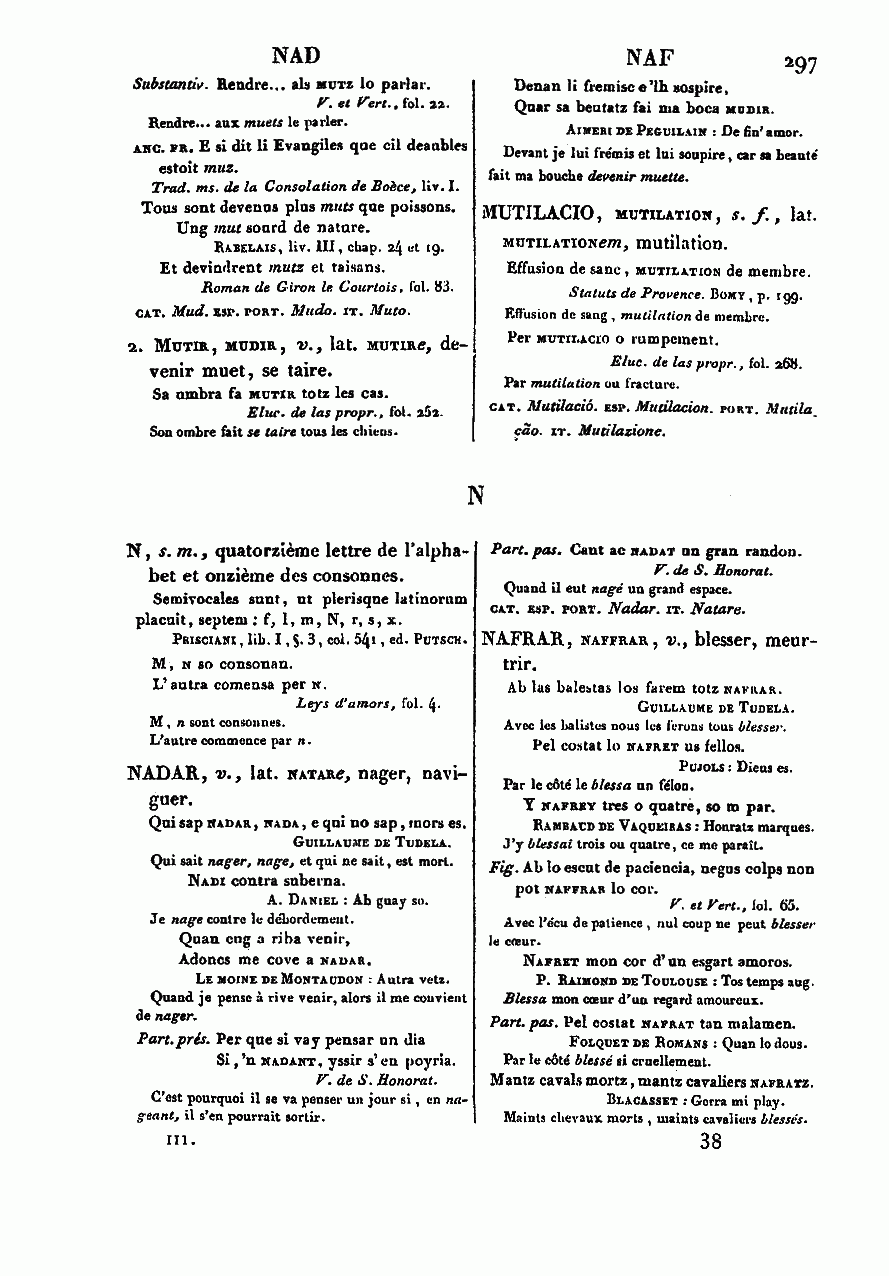 NAD
NAF
297
Substantiv. Rendre... als MUTZ lo parlar.
V. et Vert., fol. 22.
Rendre... aux muets le parler.
ANC. FR. E si dit li Evangiles que cil deables
estoit muz.
Trad. ms. de la Consolation de Boèce, liv. I.
Tous sont devenus plus muts que poissons.
Ung mut sourd de nature.
RABELAIS, liv. III, chap. 24 et 19.
Et devindrent mutz et taisans.
Roman de Giron le Courtois, fol. 83.
CAT. Mud. ESP. PORT. Mudo. IT. Muto.
2. MUTIR, MUDIR, v., lat. MUTIRe, de-
venir muet, se taire.
Sa umbra fa MUTIR totz les cas.
Eluc. de las propr., fol. 252.
Son ombre fait se taire tous les chiens.
Denan li fremisc e'lh sospire,
Quar sa beutatz fai ma boca MUDIR.
AIMERI DE PEGUILAIN : De fin'amor.
Devant je lui frémis et lui soupire, car sa beauté
fait ma bouche devenir muette.
MUTILACIO, MUTILATION, s. f., lat.
MUTILATIONem, mutilation.
Effusion de sanc, MUTILATION de membre.
Statuts de Provence. BOMY, p. 199.
Effusion de sang, mutilation de membre.
Per MUTILACIO o rumpement.
Eluc. de las propr., fol. 268.
Par mutilation ou fracture.
CAT. Mutilació. ESP. Mutilacion. PORT. Mutila_
ção. IT. Mutilazione.
N
N, s. m., quatorzième lettre de l'alpha-
bet et onzième des consonnes.
Semivocales sunt, ut plerisque latinorum
placuit, septem : f, l, m, N, r, s, x.
PRISCIANI, lib. I, §. 3, col. 541, ed. PUTSCH.
M, N so consonan.
L'autra comensa per N.
Leys d'amors, fol. 4.
M, n sont consonnes.
L'autre commence par n.
NADAR, v., lat. NATARe, nager, navi-
guer.
Qui sap NADAR, NADA, e qui no sap, mors es.
GUILLAUME DE TUDELA.
Qui sait nager, nage, et qui ne sait, est mort.
NADI contra suberna.
A. DANIEL : Ab guay so.
Je nage contre le débordement.
Quan cug a riba venir,
Adoncs me cove a NADAR.
LE MOINE DE MONTAUDON : Autra vetz.
Quand je pense à rive venir, alors il me convient
de nager.
Part. prés. Per que si vay pensar un dia
Si, 'n NADANT, yssir s'en poyria.
V. de S. Honorat.
C'est pourquoi il se va penser un jour si, en na-
geant, il s'en pourrait sortir.
III.
Part. pas. Cant ac NADAT un gran randon.
V. de S. Honorat.
Quand il eut nagé un grand espace.
CAT. ESP. PORT. Nadar. IT. Natare.
NAFRAR, NAFFRAR, v., blesser, meur-
trir.
Ab las balestas los farem totz NAFRAR.
GUILLAUME DE TUDELA.
Avec les balistes nous les ferons tous blesser.
Pel costat lo NAFRET us fellos.
PUJOLS : Dieus es.
Par le côté le blessa un félon.
Y NAFREY tres o quatre, so m par.
RAMBAUD DE VAQUEIRAS : Honratz marques.
J'y blessai trois ou quatre, ce me paraît.
Fig. Ab lo escut de paciencia, negus colps non
pot NAFFRAR lo cor.
V. et Vert., fol. 65.
Avec l'écu de patience, nul coup ne peut blesser
le cœur.
NAFRET mon cor d'un esgart amoros.
P. RAIMOND DE TOULOUSE : Tos temps aug.
Blessa mon cœur d'un regard amoureux.
Part. pas. Pel costat NAFRAT tan malamen.
FOLQUET DE ROMANS : Quan lo dous.
Par le côté blessé si cruellement.
Mantz cavals mortz, mantz cavaliers NAFRATZ.
BLACASSET : Gerra mi play.
Maints chevaux morts, maints cavaliers blessés.
38